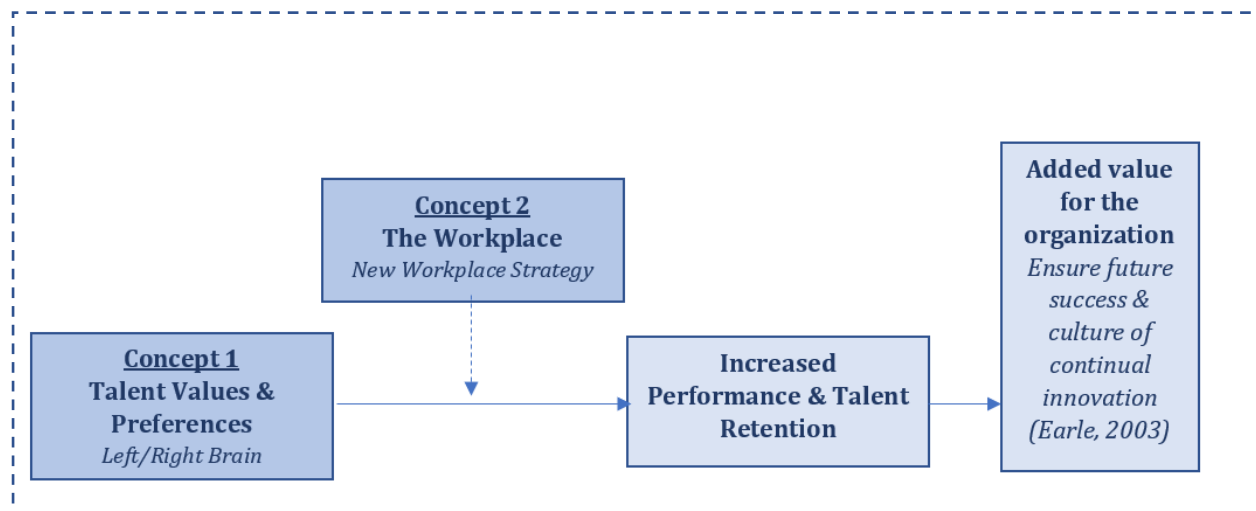 Concept 1
Talent Values &
Preferences
Left/Right Brain
Concept 2
The Workplace
New Workplace Strategy
Increased
Performance & Talent
Retention
Added value
for the
organization
Ensure future
success &
culture of
continual
innovation
(Earle, 2003)